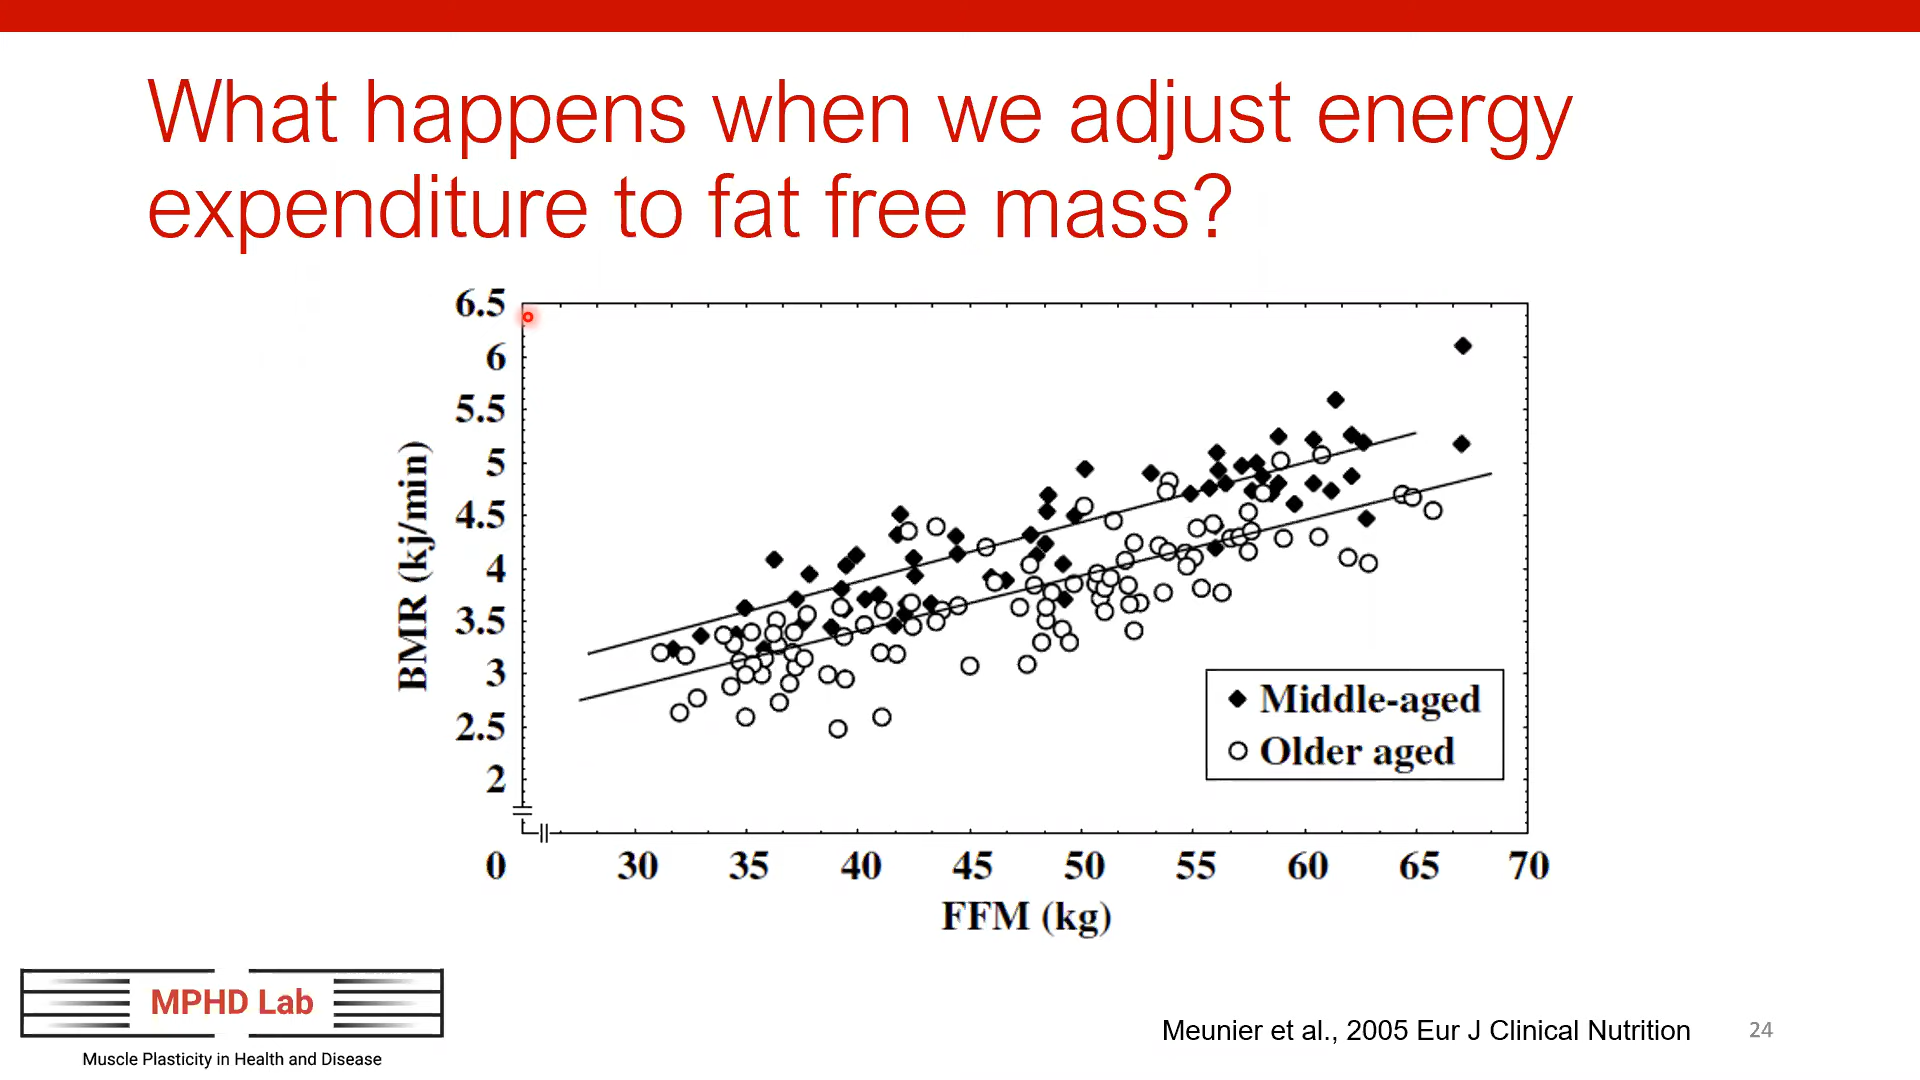 What happens when we adjust energy
expenditure to fat free mass?
6.5
6
5.5
5
4.5
4
3.5
3
2.5
2
BMR (kj/min)
Middle-aged
Older aged
0 30 35 40 45 50 55 60 65 70
FFM (kg)
MPHD Lab
Muscle Plasticity in Health and Disease
Meunier et al., 2005 Eur J Clinical Nutrition
24